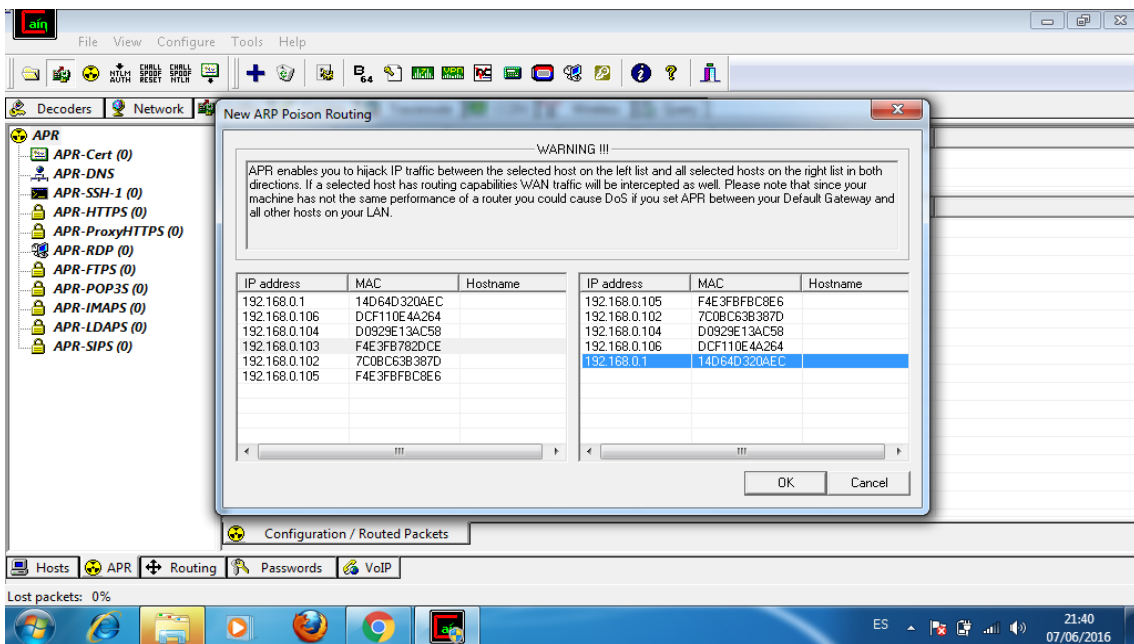 aín
File View Configure Tools Help
NTLM AUTH
CHALL SPOOF RESET
CHALL SPOOF NTLM
B 64
Decoders Network
New ARP Poison Routing
APR
APR-Cert (0)
APR-DNS
APR-SSH-1 (0)
APR-HTTPS (0)
APR-ProxyHTTPS (0)
APR-RDP (0)
APR-FTPS (0)
APR-POP3S (0)
APR-IMAPS (0)
APR-LDAPS (0)
APR-SIPS (0)
WARNING !!!
APR enables you to hijack IP traffic between the selected host on the left list and all selected hosts on the right list in both
directions. If a selected host has routing capabilities WAN traffic will be intercepted as well. Please note that since your
machine has not the same performance of a router you could cause DoS if you set APR between your Default Gateway and
all other hosts on your LAN.
IP address MAC Hostname
192.168.0.1 14D64D320AEC
192.168.0.106 DCF110E4A264
192.168.0.104 D0929E13AC58
192.168.0.103 F4E3FB782DCE
192.168.0.102 7C0BC63B387D
192.168.0.105 F4E3FBFBC8E6
IP address MAC Hostname
192.168.0.105 F4E3FBFBC8E6
192.168.0.102 7C0BC63B387D
192.168.0.104 D0929E13AC58
192.168.0.106 DCF110E4A264
192.168.0.1 14D64D320AEC
OK Cancel
Configuration / Routed Packets
Hosts APR Routing Passwords VoIP
Lost packets: 0%
ES
21:40
07/06/2016